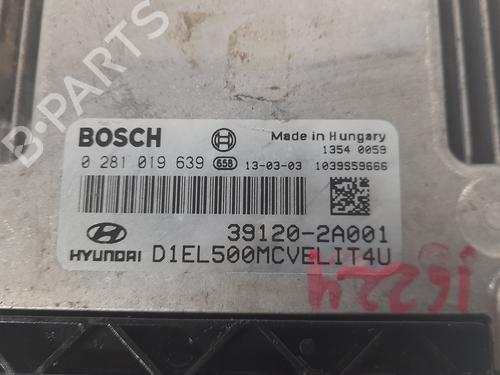 B-PARTS
BOSCH
Made in Hungary
1354 0059
0 281 019 639 658 13-03-03 1039S59666
39120-2A001
HYUNDAI D1EL500MCVELIT4U
16224